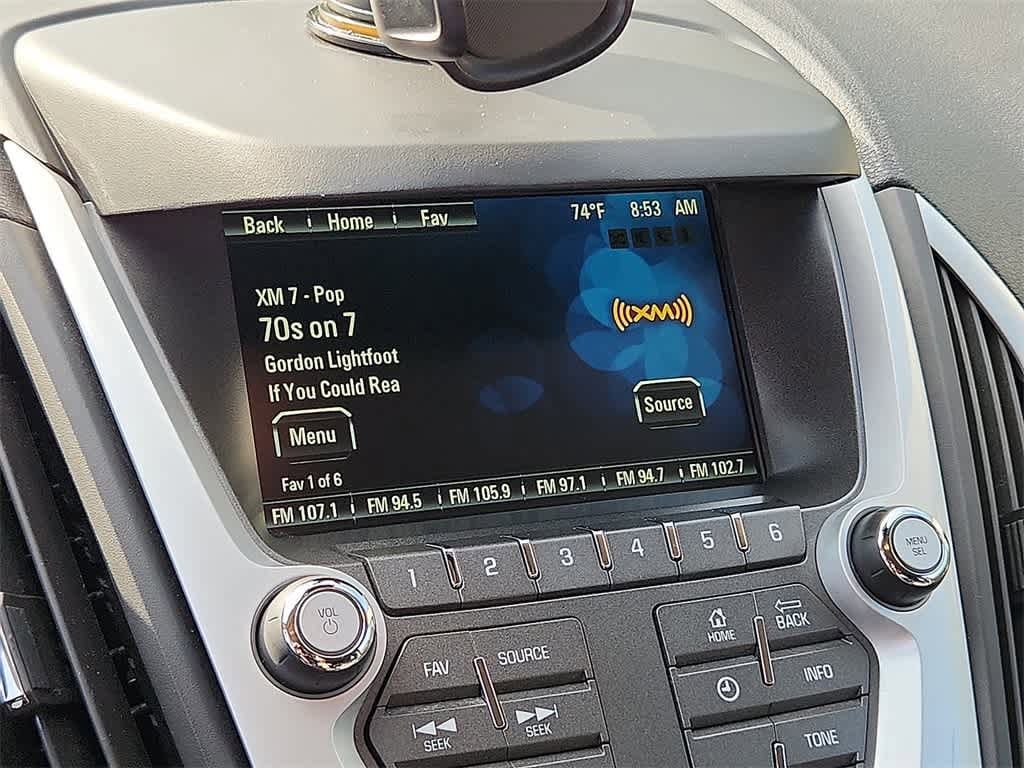 Back Home Fav 74°F 8:53 AM
XM 7 - Pop
70s on 7
Gordon Lightfoot
If You Could Rea
((XM))
Menu
Source
Fav 1 of 6
FM 107.1 FM 94.5 FM 105.9 FM 97.1 FM 94.7 FM 102.7
1 2 3 4 5 6
MENU
SEL
VOL
HOME
BACK
FAV
SOURCE
INFO
SEEK
SEEK
TONE